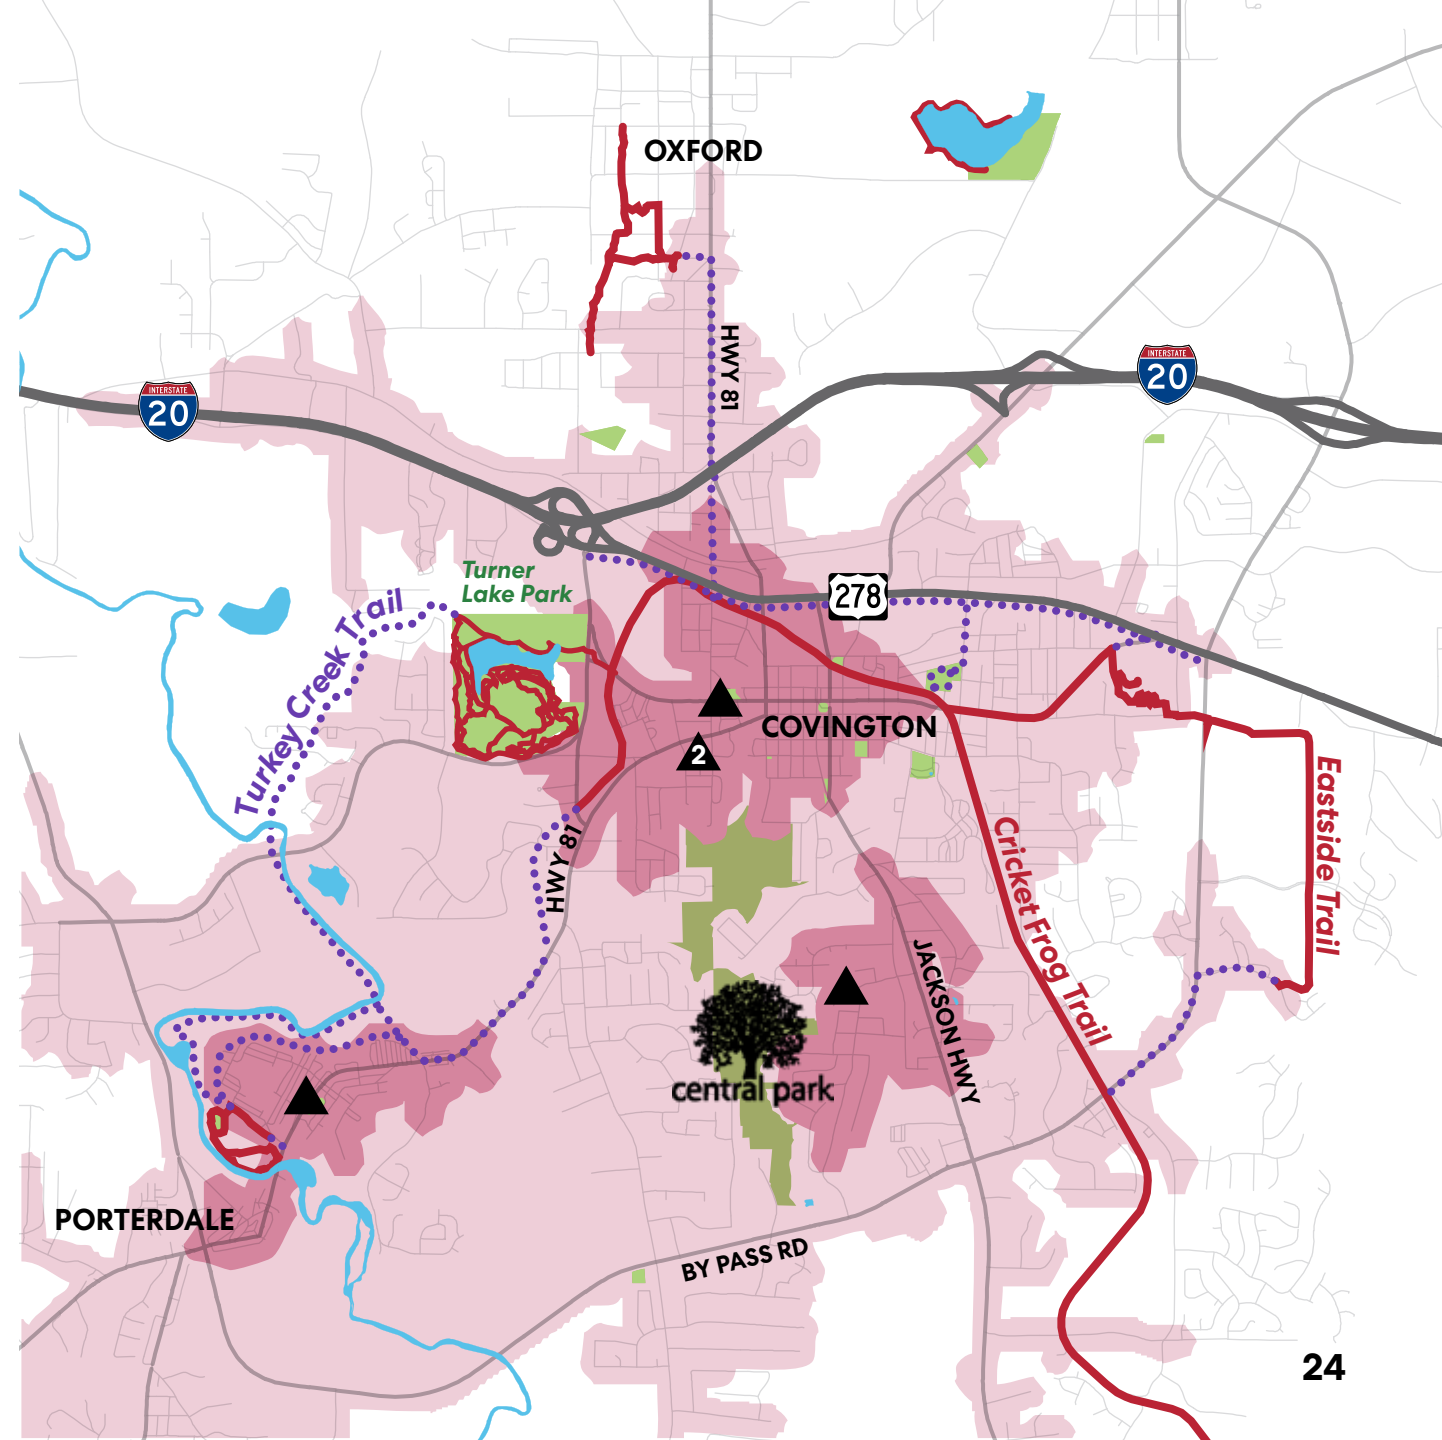 OXFORD
HWY 81
INTERSTATE
20
INTERSTATE
20
Turner
Lake Park
278
Turkey Creek Trail
COVINGTON
2
HWY 81
Eastside Trail
Cricket Frog Trail
JACKSON HWY
central park
PORTERDALE
BY PASS RD
24